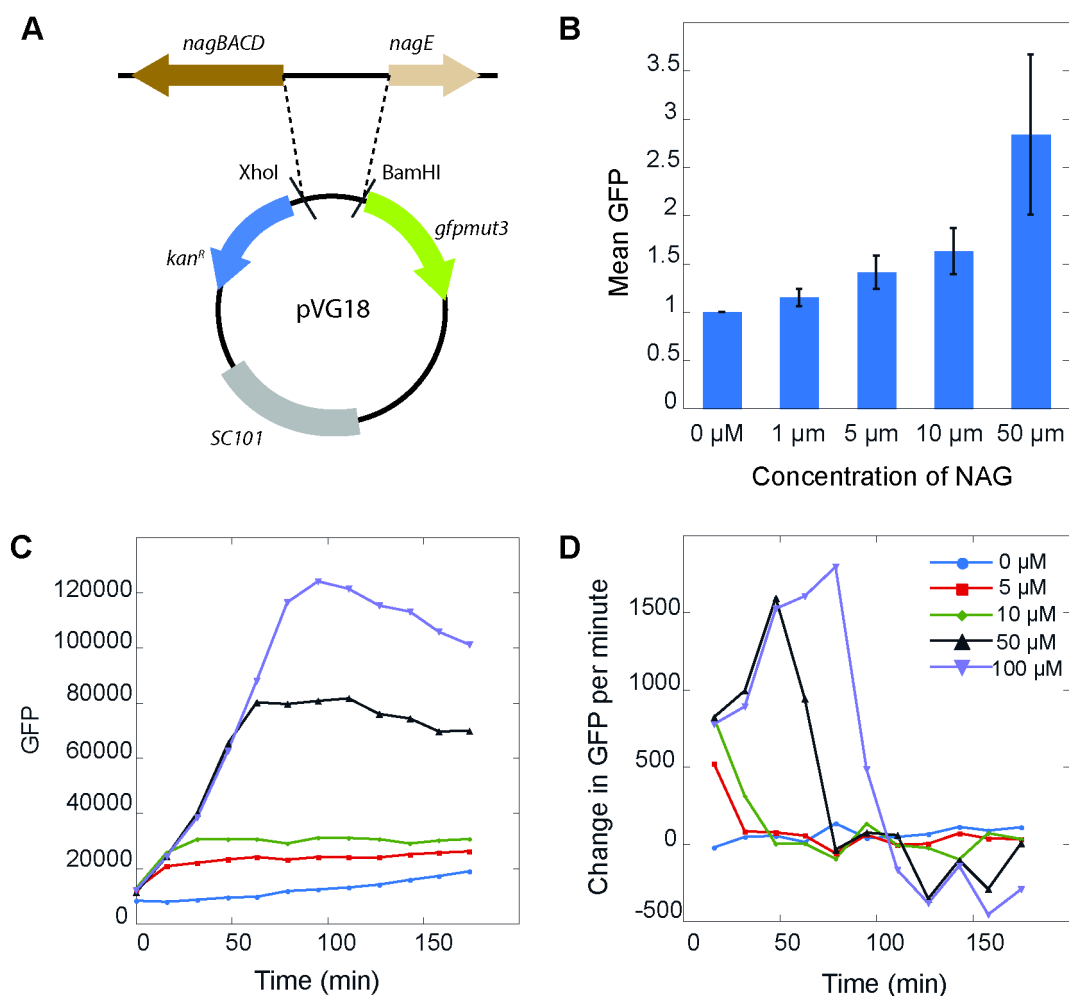 A
nagBACD
nagE
XhoI
BamHI
kanR
gfpmut3
pVG18
SC101
B
Mean GFP
3.5
3
2.5
2
1.5
1
0.5
0
0 µM
1 µm
5 µm
10 µm
50 µm
Concentration of NAG
C
GFP
120000
100000
80000
60000
40000
20000
0
0
50
100
150
Time (min)
D
Change in GFP per minute
1500
1000
500
0
-500
0
50
100
150
Time (min)
0 µM
5 µM
10 µM
50 µM
100 µM